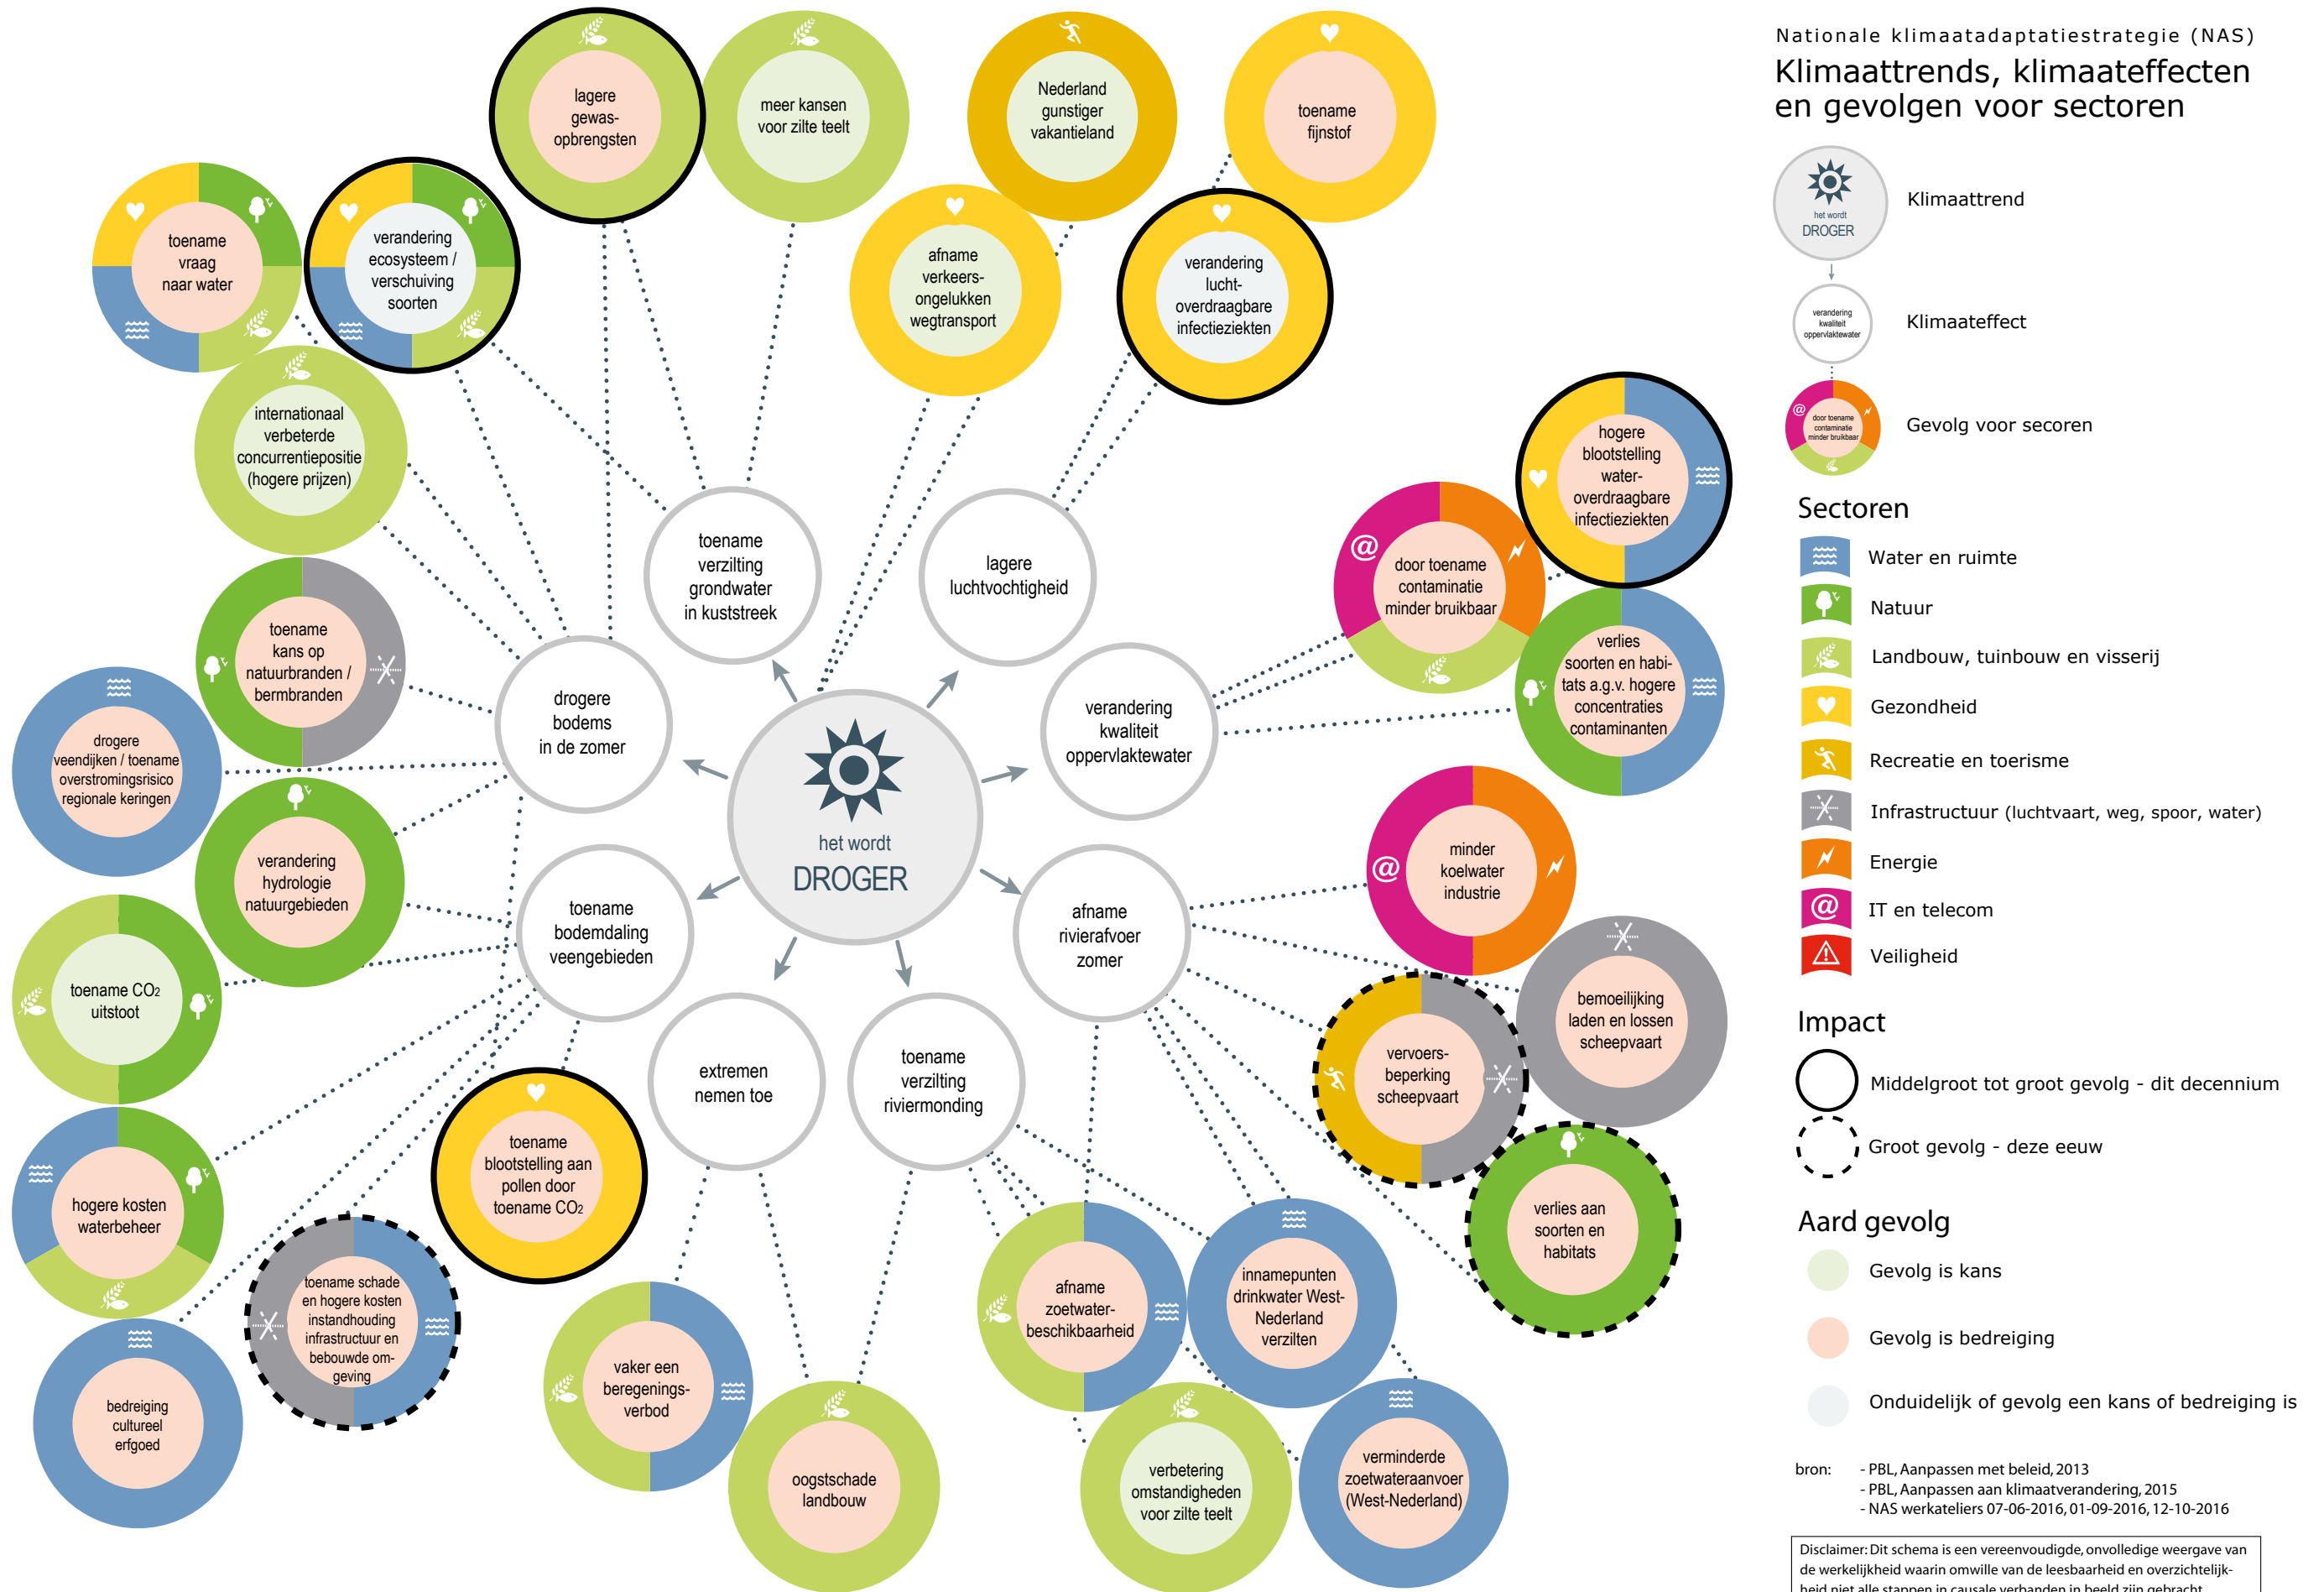 Nationale klimaatadaptatiestrategie (NAS)
Klimaattrends, klimaateffecten
en gevolgen voor sectoren
het wordt
DROGER
Klimaattrend
verandering
kwaliteit
oppervlaktewater
Klimaateffect
@
door toename
contaminatie
minder bruikbaar
Gevolg voor secoren
Sectoren
Water en ruimte
Natuur
Landbouw, tuinbouw en visserij
Gezondheid
Recreatie en toerisme
Infrastructuur (luchtvaart, weg, spoor, water)
Energie
@
IT en telecom
Veiligheid
Impact
Middelgroot tot groot gevolg - dit decennium
Groot gevolg - deze eeuw
Aard gevolg
Gevolg is kans
Gevolg is bedreiging
Onduidelijk of gevolg een kans of bedreiging is
bron:
- PBL, Aanpassen met beleid, 2013
- PBL, Aanpassen aan klimaatverandering, 2015
- NAS werkateliers 07-06-2016, 01-09-2016, 12-10-2016
Disclaimer: Dit schema is een vereenvoudigde, onvolledige weergave van
de werkelijkheid waarin omwille van de leesbaarheid en overzichtelijk-
heid niet alle stappen in causale verbanden in beeld zijn gebracht.
lagere
gewas-
opbrengsten
meer kansen
voor zilte teelt
Nederland
gunstiger
vakantieland
toename
fijnstof
toename
vraag
naar water
verandering
ecosysteem /
verschuiving
soorten
afname
verkeers-
ongelukken
wegtransport
verandering
lucht-
overdraagbare
infectieziekten
internationaal
verbeterde
concurrentiepositie
(hogere prijzen)
hogere
blootstelling
water-
overdraagbare
infectieziekten
toename
verzilting
grondwater
in kuststreek
lagere
luchtvochtigheid
@
door toename
contaminatie
minder bruikbaar
toename
kans op
natuurbranden /
bermbranden
verlies
soorten en habi-
tats a.g.v. hogere
concentraties
contaminanten
drogere
bodems
in de zomer
verandering
kwaliteit
oppervlaktewater
drogere
veendijken / toename
overstromingsrisico
regionale keringen
het wordt
DROGER
verandering
hydrologie
natuurgebieden
@
minder
koelwater
industrie
toename
bodemdaling
veengebieden
afname
rivierafvoer
zomer
toename CO2
uitstoot
bemoeilijking
laden en lossen
scheepvaart
extremen
nemen toe
toename
verzilting
riviermonding
vervoers-
beperking
scheepvaart
toename
blootstelling aan
pollen door
toename CO2
hogere kosten
waterbeheer
verlies aan
soorten en
habitats
toename schade
en hogere kosten
instandhouding
infrastructuur en
bebouwde om-
geving
afname
zoetwater-
beschikbaarheid
innamepunten
drinkwater West-
Nederland
verzilten
bedreiging
cultureel
erfgoed
vaker een
beregenings-
verbod
oogstschade
landbouw
verbetering
omstandigheden
voor zilte teelt
verminderde
zoetwateraanvoer
(West-Nederland)